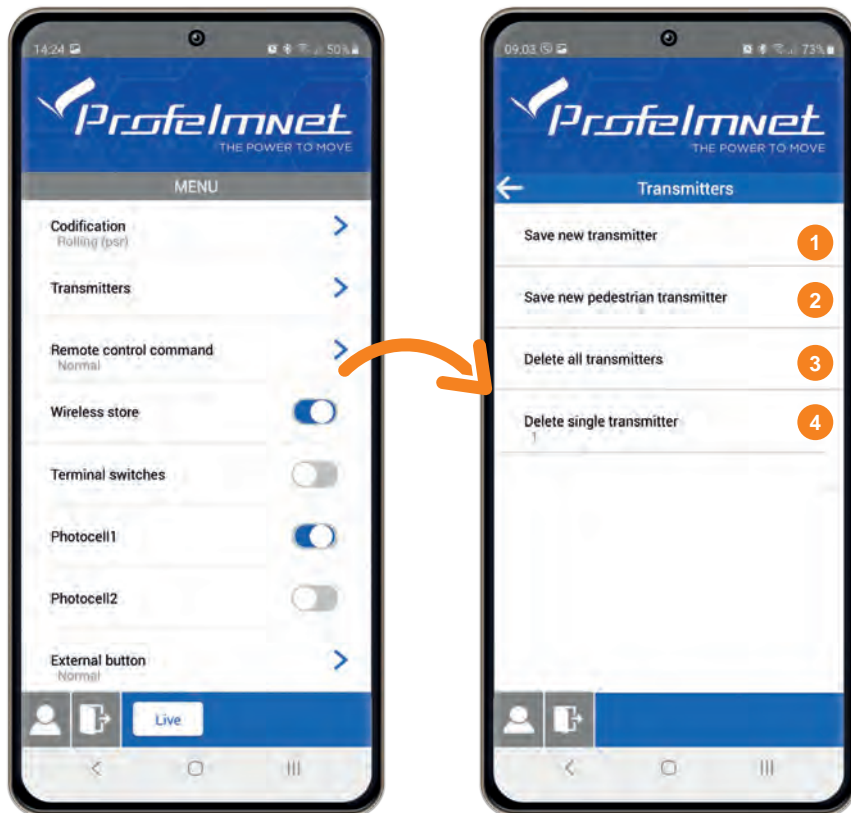 14:24
50%
Profelmnet
THE POWER TO MOVE
MENU
Codification
Rolling (psr)
Transmitters
Remote control command
Normal
Wireless store
Terminal switches
Photocell1
Photocell2
External button
Normal
Live
09.03
73%
Profelmnet
THE POWER TO MOVE
Transmitters
Save new transmitter
1
Save new pedestrian transmitter
2
Delete all transmitters
3
Delete single transmitter
1
4